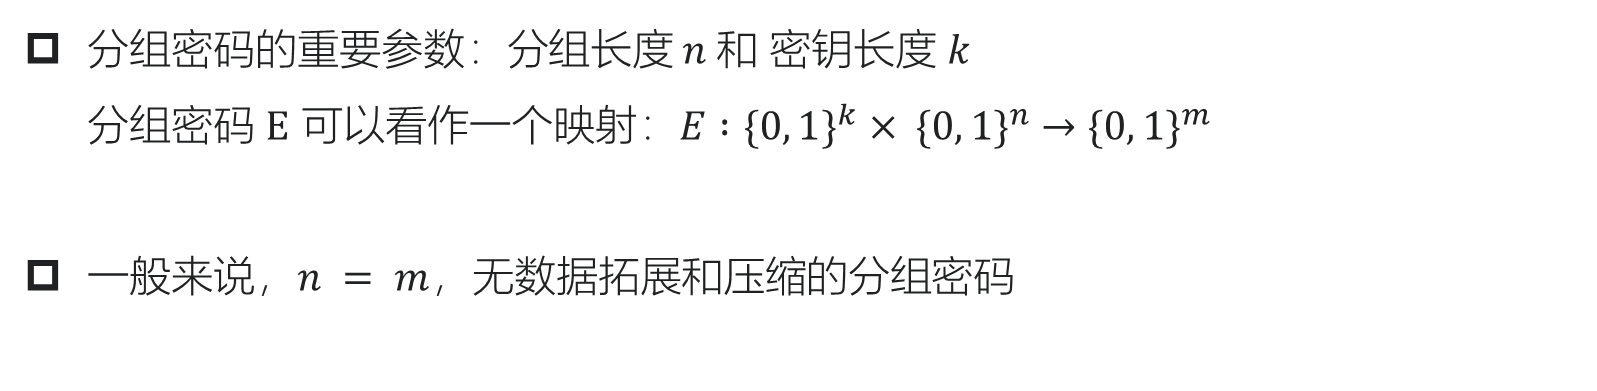 分组密码的重要参数：分组长度 n 和 密钥长度 k
分组密码 E 可以看作一个映射：E : {0, 1}^k × {0, 1}^n → {0, 1}^m
一般来说，n = m，无数据拓展和压缩的分组密码